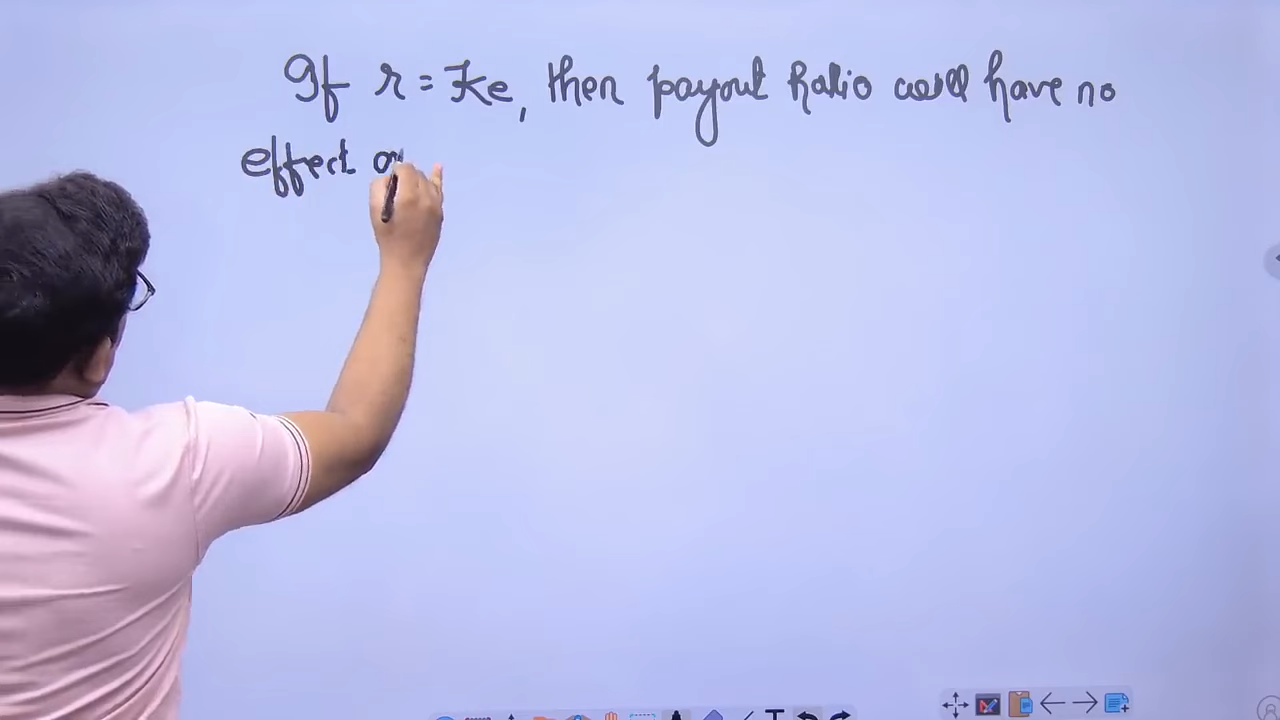 If r = Ke, then payout Ratio will have no
effect on